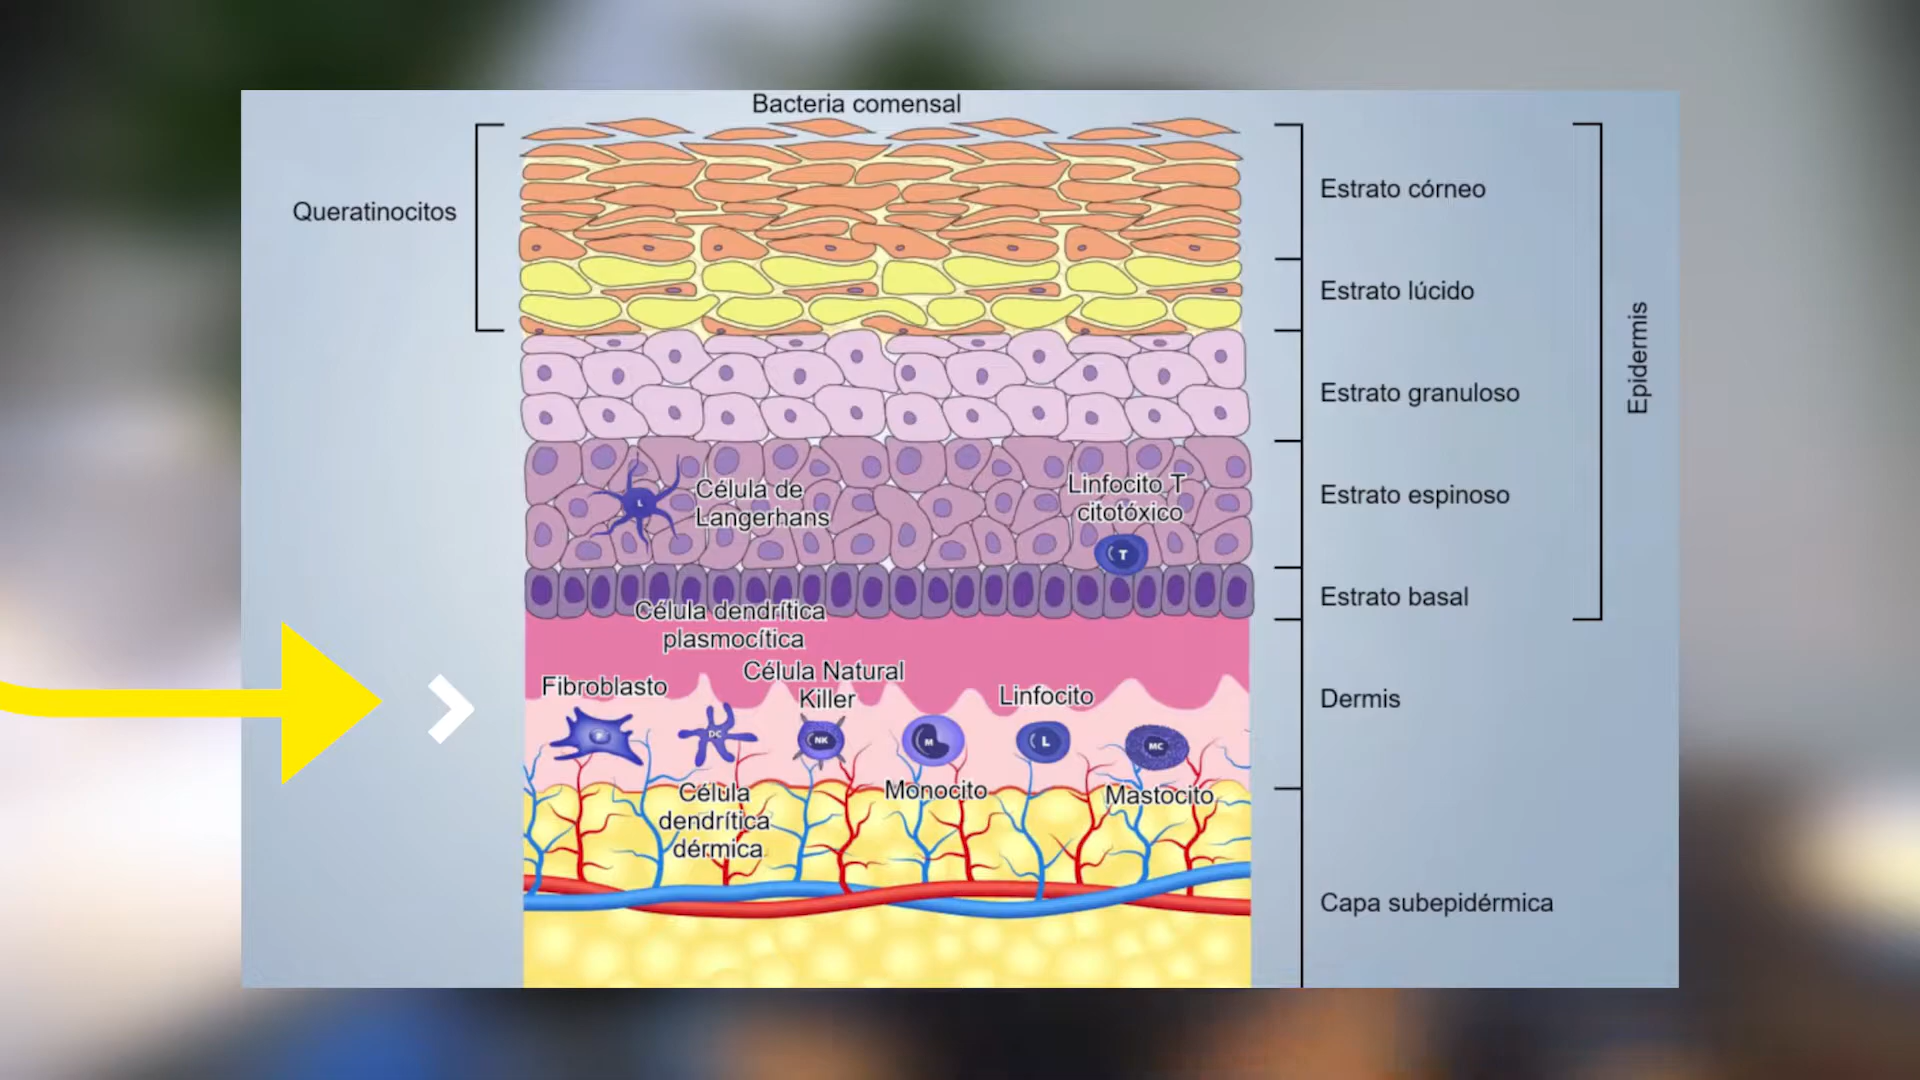 Bacteria comensal
Queratinocitos
Estrato córneo
Estrato lúcido
Estrato granuloso
Epidermis
Célula de
Langerhans
Linfocito T
citotóxico
T
L
Estrato espinoso
Estrato basal
Célula dendrítica
plasmocítica
Célula Natural
Killer
Fibroblasto
Linfocito
Dermis
F
DC
NK
M
L
MC
Célula
dendrítica
dérmica
Monocito
Mastocito
Capa subepidérmica